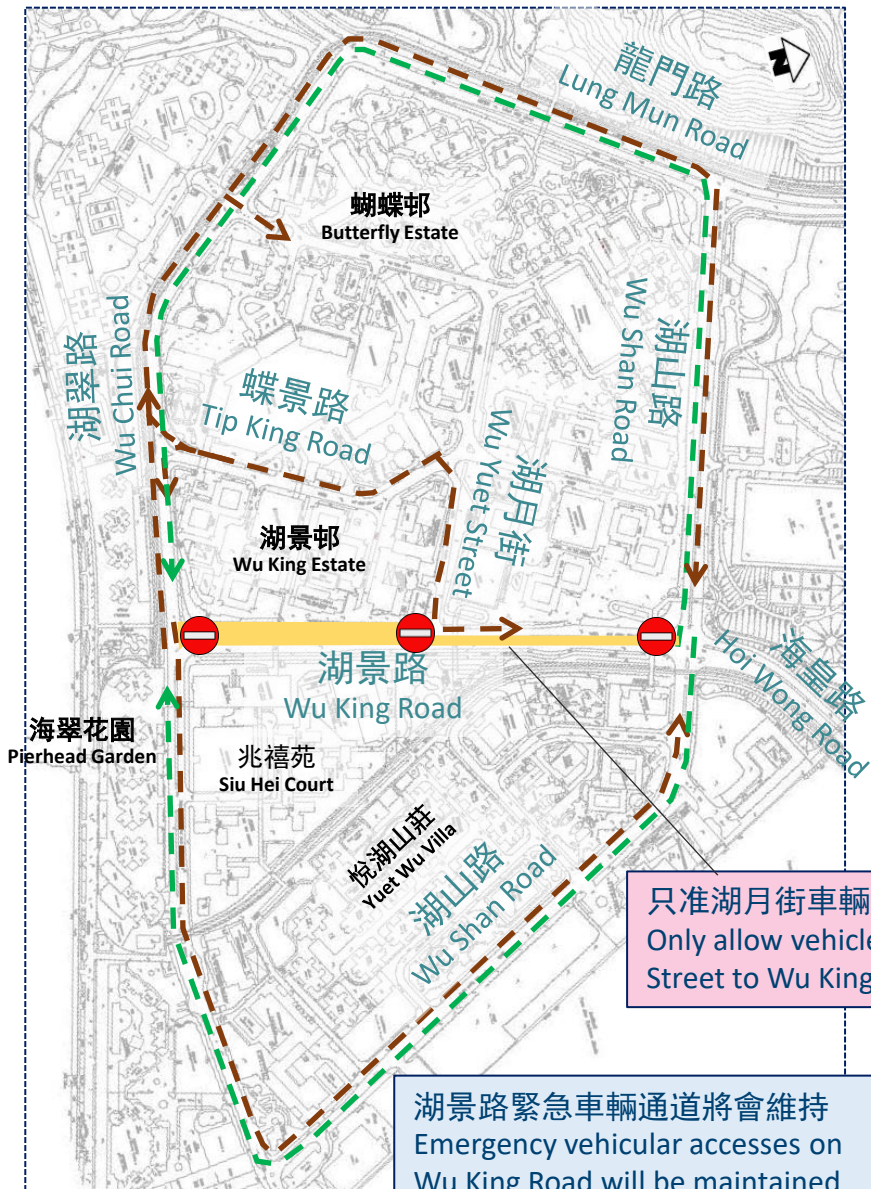 龍門路
Lung Mun Road
N
蝴蝶邨
Butterfly Estate
湖翠路
Wu Chui Road
蝶景路
Tip King Road
湖月街
Wu Yuet Street
湖山路
Wu Shan Road
湖景邨
Wu King Estate
湖景路
Wu King Road
海皇路
Hoi Wong Road
海翠花園
Pierhead Garden
兆禧苑
Siu Hei Court
悅湖山莊
Yuet Wu Villa
湖山路
Wu Shan Road
只准湖月街車輛
Only allow vehicle
Street to Wu King
湖景路緊急車輛通道將會維持
Emergency vehicular accesses on
Wu King Road will be maintained